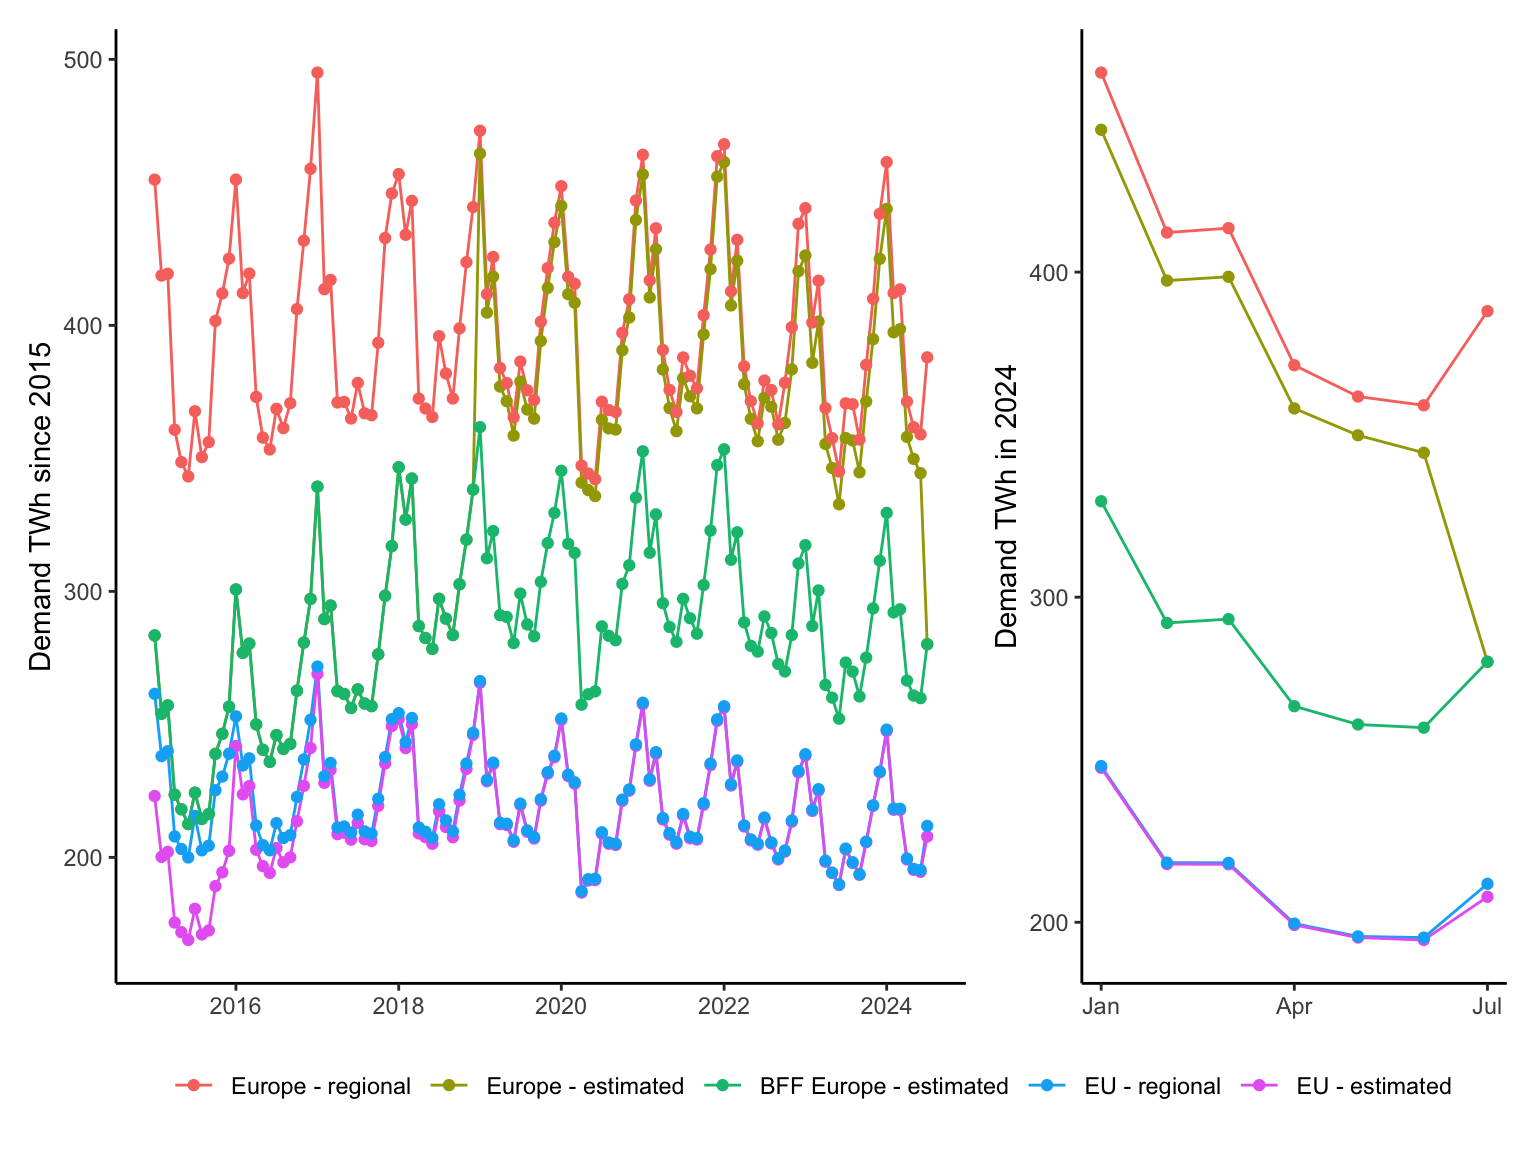 Demand TWh since 2015
500
400
300
200
2016 2018 2020 2022 2024
Demand TWh in 2024
400
300
200
Jan Apr Jul
Europe - regional Europe - estimated BFF Europe - estimated EU - regional EU - estimated